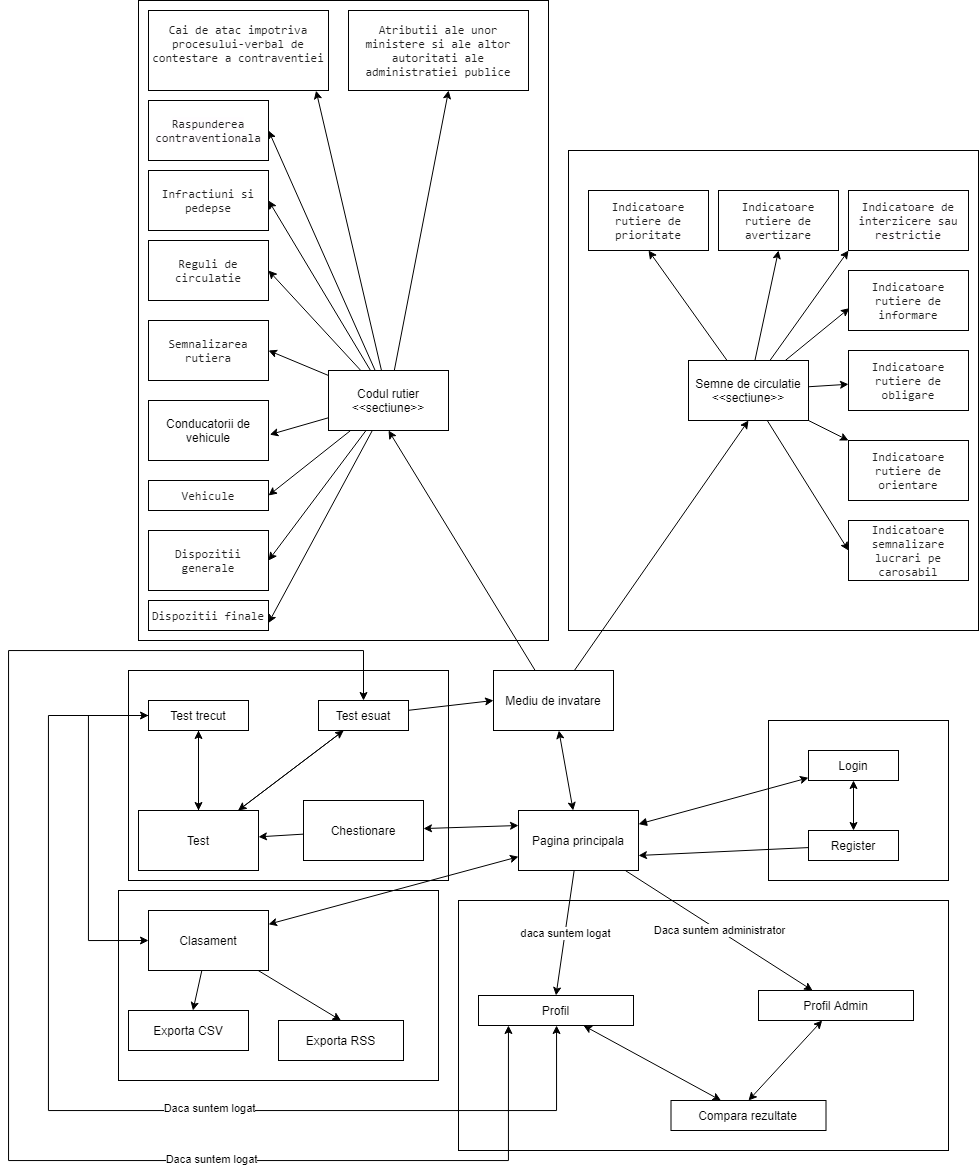 Cai de atac impotriva
procesului-verbal de
contestare a contraventiei
Atributii ale unor
ministere si ale altor
autoritati ale
administratiei publice
Raspunderea
contraventionala
Infractiuni si
pedepse
Reguli de
circulatie
Semnalizarea
rutiera
Conducatorii de
vehicule
Vehicule
Dispozitii
generale
Dispozitii finale
Codul rutier
<<sectiune>>
Indicatoare
rutiere de
prioritate
Indicatoare
rutiere de
avertizare
Indicatoare de
interzicere sau
restrictie
Indicatoare
rutiere de
informare
Indicatoare
rutiere de
obligare
Indicatoare
rutiere de
orientare
Indicatoare
semnalizare
lucrari pe
carosabil
Semne de circulatie
<<sectiune>>
Test trecut
Test esuat
Mediu de invatare
Test
Chestionare
Pagina principala
Login
Register
Clasament
Exporta CSV
Exporta RSS
daca suntem logat
Daca suntem administrator
Profil
Profil Admin
Compara rezultate
Daca suntem logat
Daca suntem logat